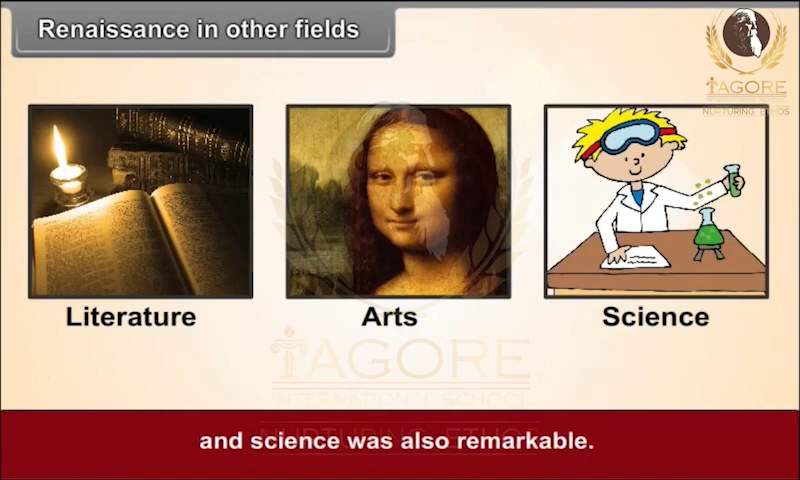 Renaissance in other fields
TAGORE
NURTURING ETHOS
Literature
Arts
Science
TAGORE
INTERNATIONAL SCHOOL
NURTURING ETHOS
and science was also remarkable.